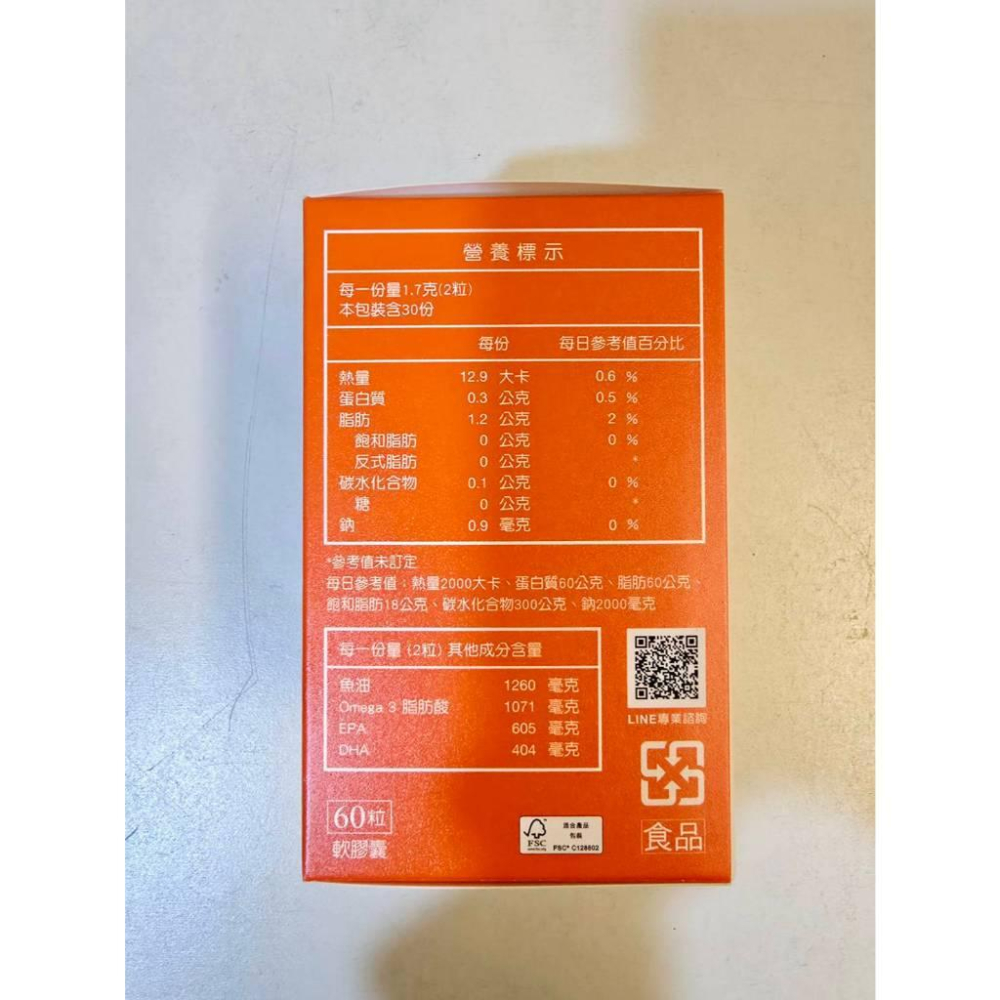 營養標示
每一份量1.7克(2粒)
本包裝含30份
每份 每日參考值百分比
熱量 12.9 大卡 0.6 %
蛋白質 0.3 公克 0.5 %
脂肪 1.2 公克 2 %
飽和脂肪 0 公克 0 %
反式脂肪 0 公克 *
碳水化合物 0.1 公克 0 %
糖 0 公克 *
鈉 0.9 毫克 0 %
*參考值未訂定
每日參考值：熱量2000大卡、蛋白質60公克、脂肪60公克、
飽和脂肪18公克、碳水化合物300公克、鈉2000毫克
每一份量 (2粒) 其他成分含量
魚油 1260 毫克
Omega 3 脂肪酸 1071 毫克
EPA 605 毫克
DHA 404 毫克
LINE專業諮詢
60粒
軟膠囊
FSC
混合產品
包裝
FSC® C128602
食品